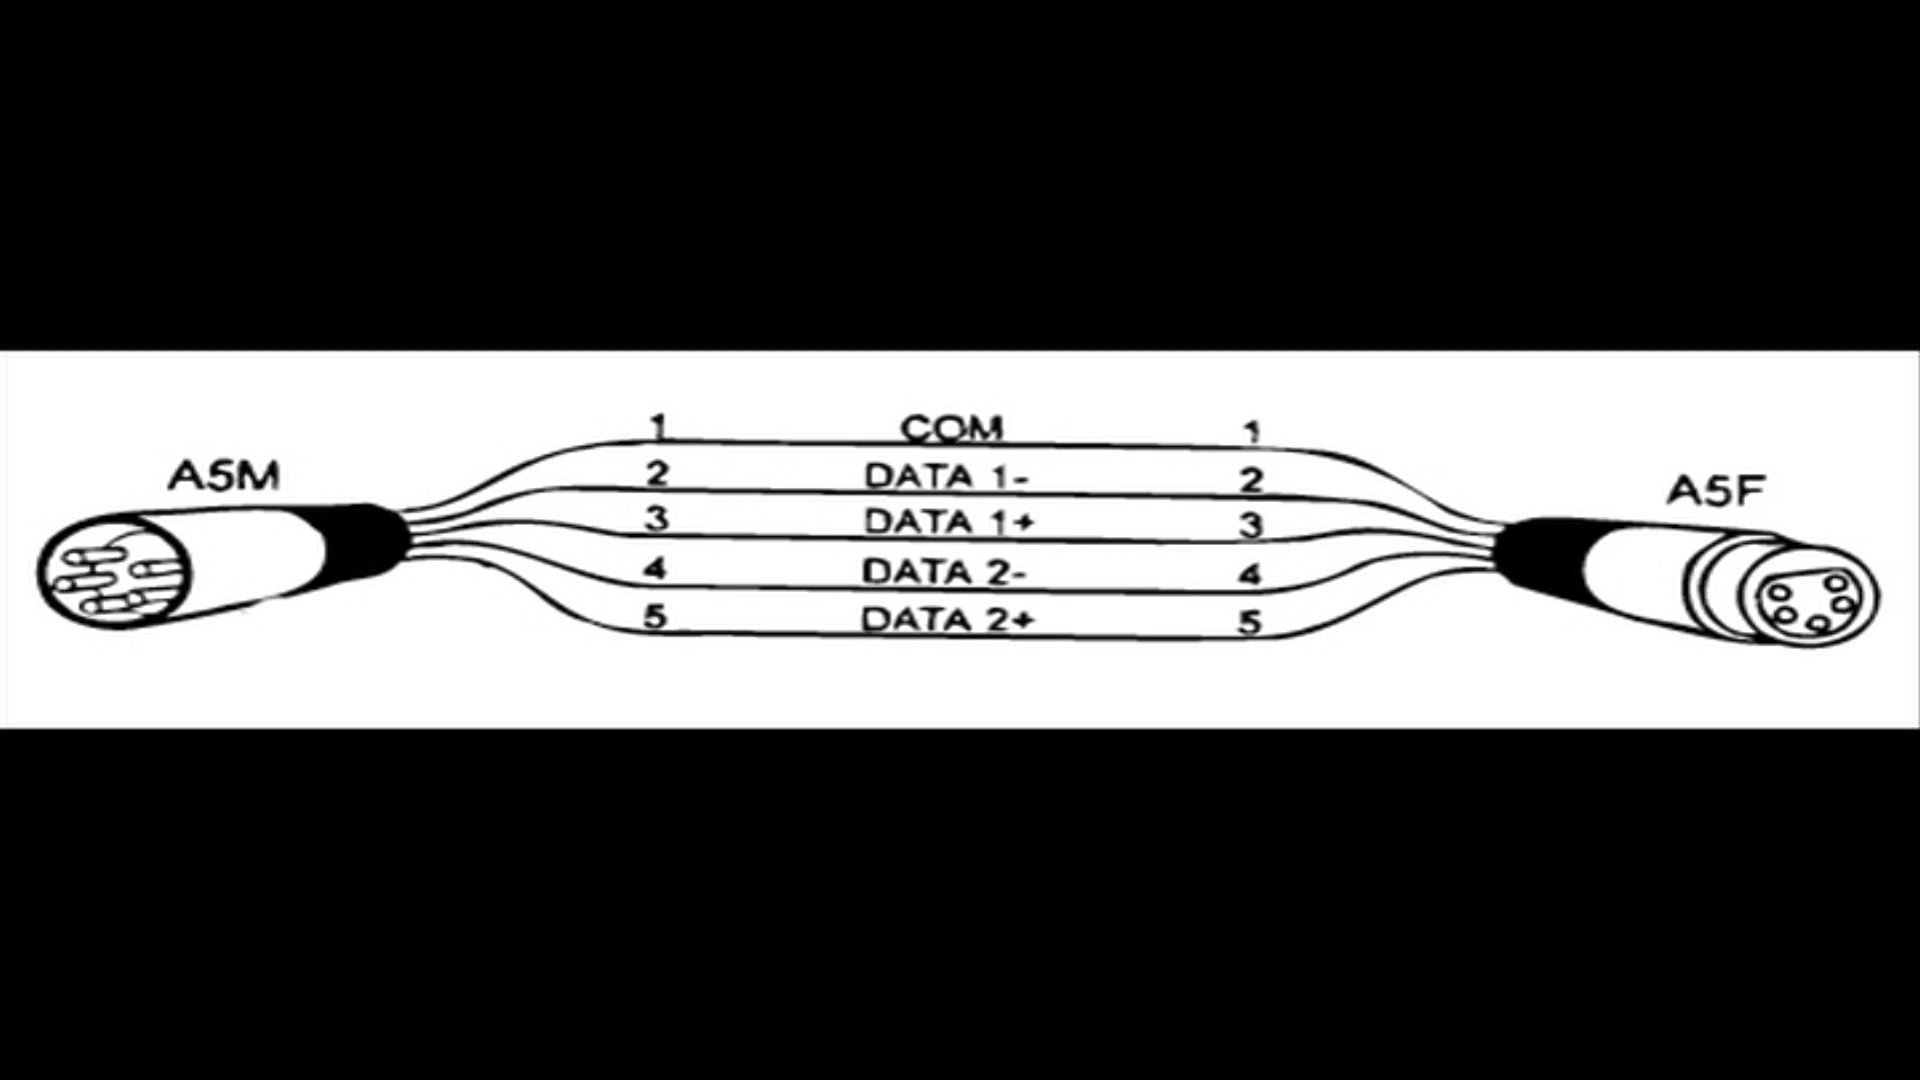 A5M
1 COM 1
2 DATA 1- 2
3 DATA 1+ 3
4 DATA 2- 4
5 DATA 2+ 5
A5F